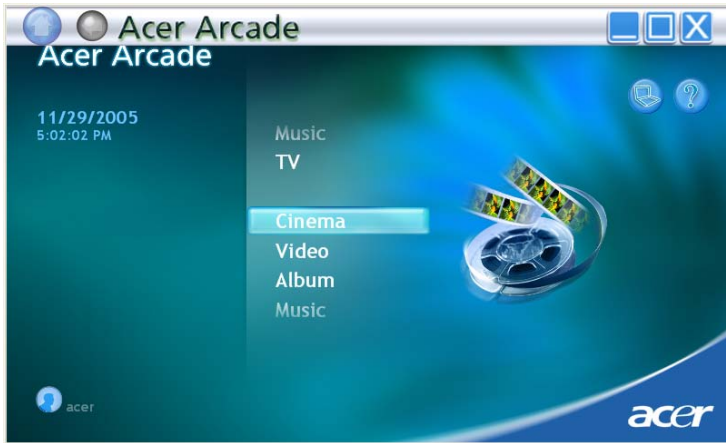 Acer Arcade
Acer Arcade
11/29/2005
5:02:02 PM
Music
TV
Cinema
Video
Album
Music
acer
acer